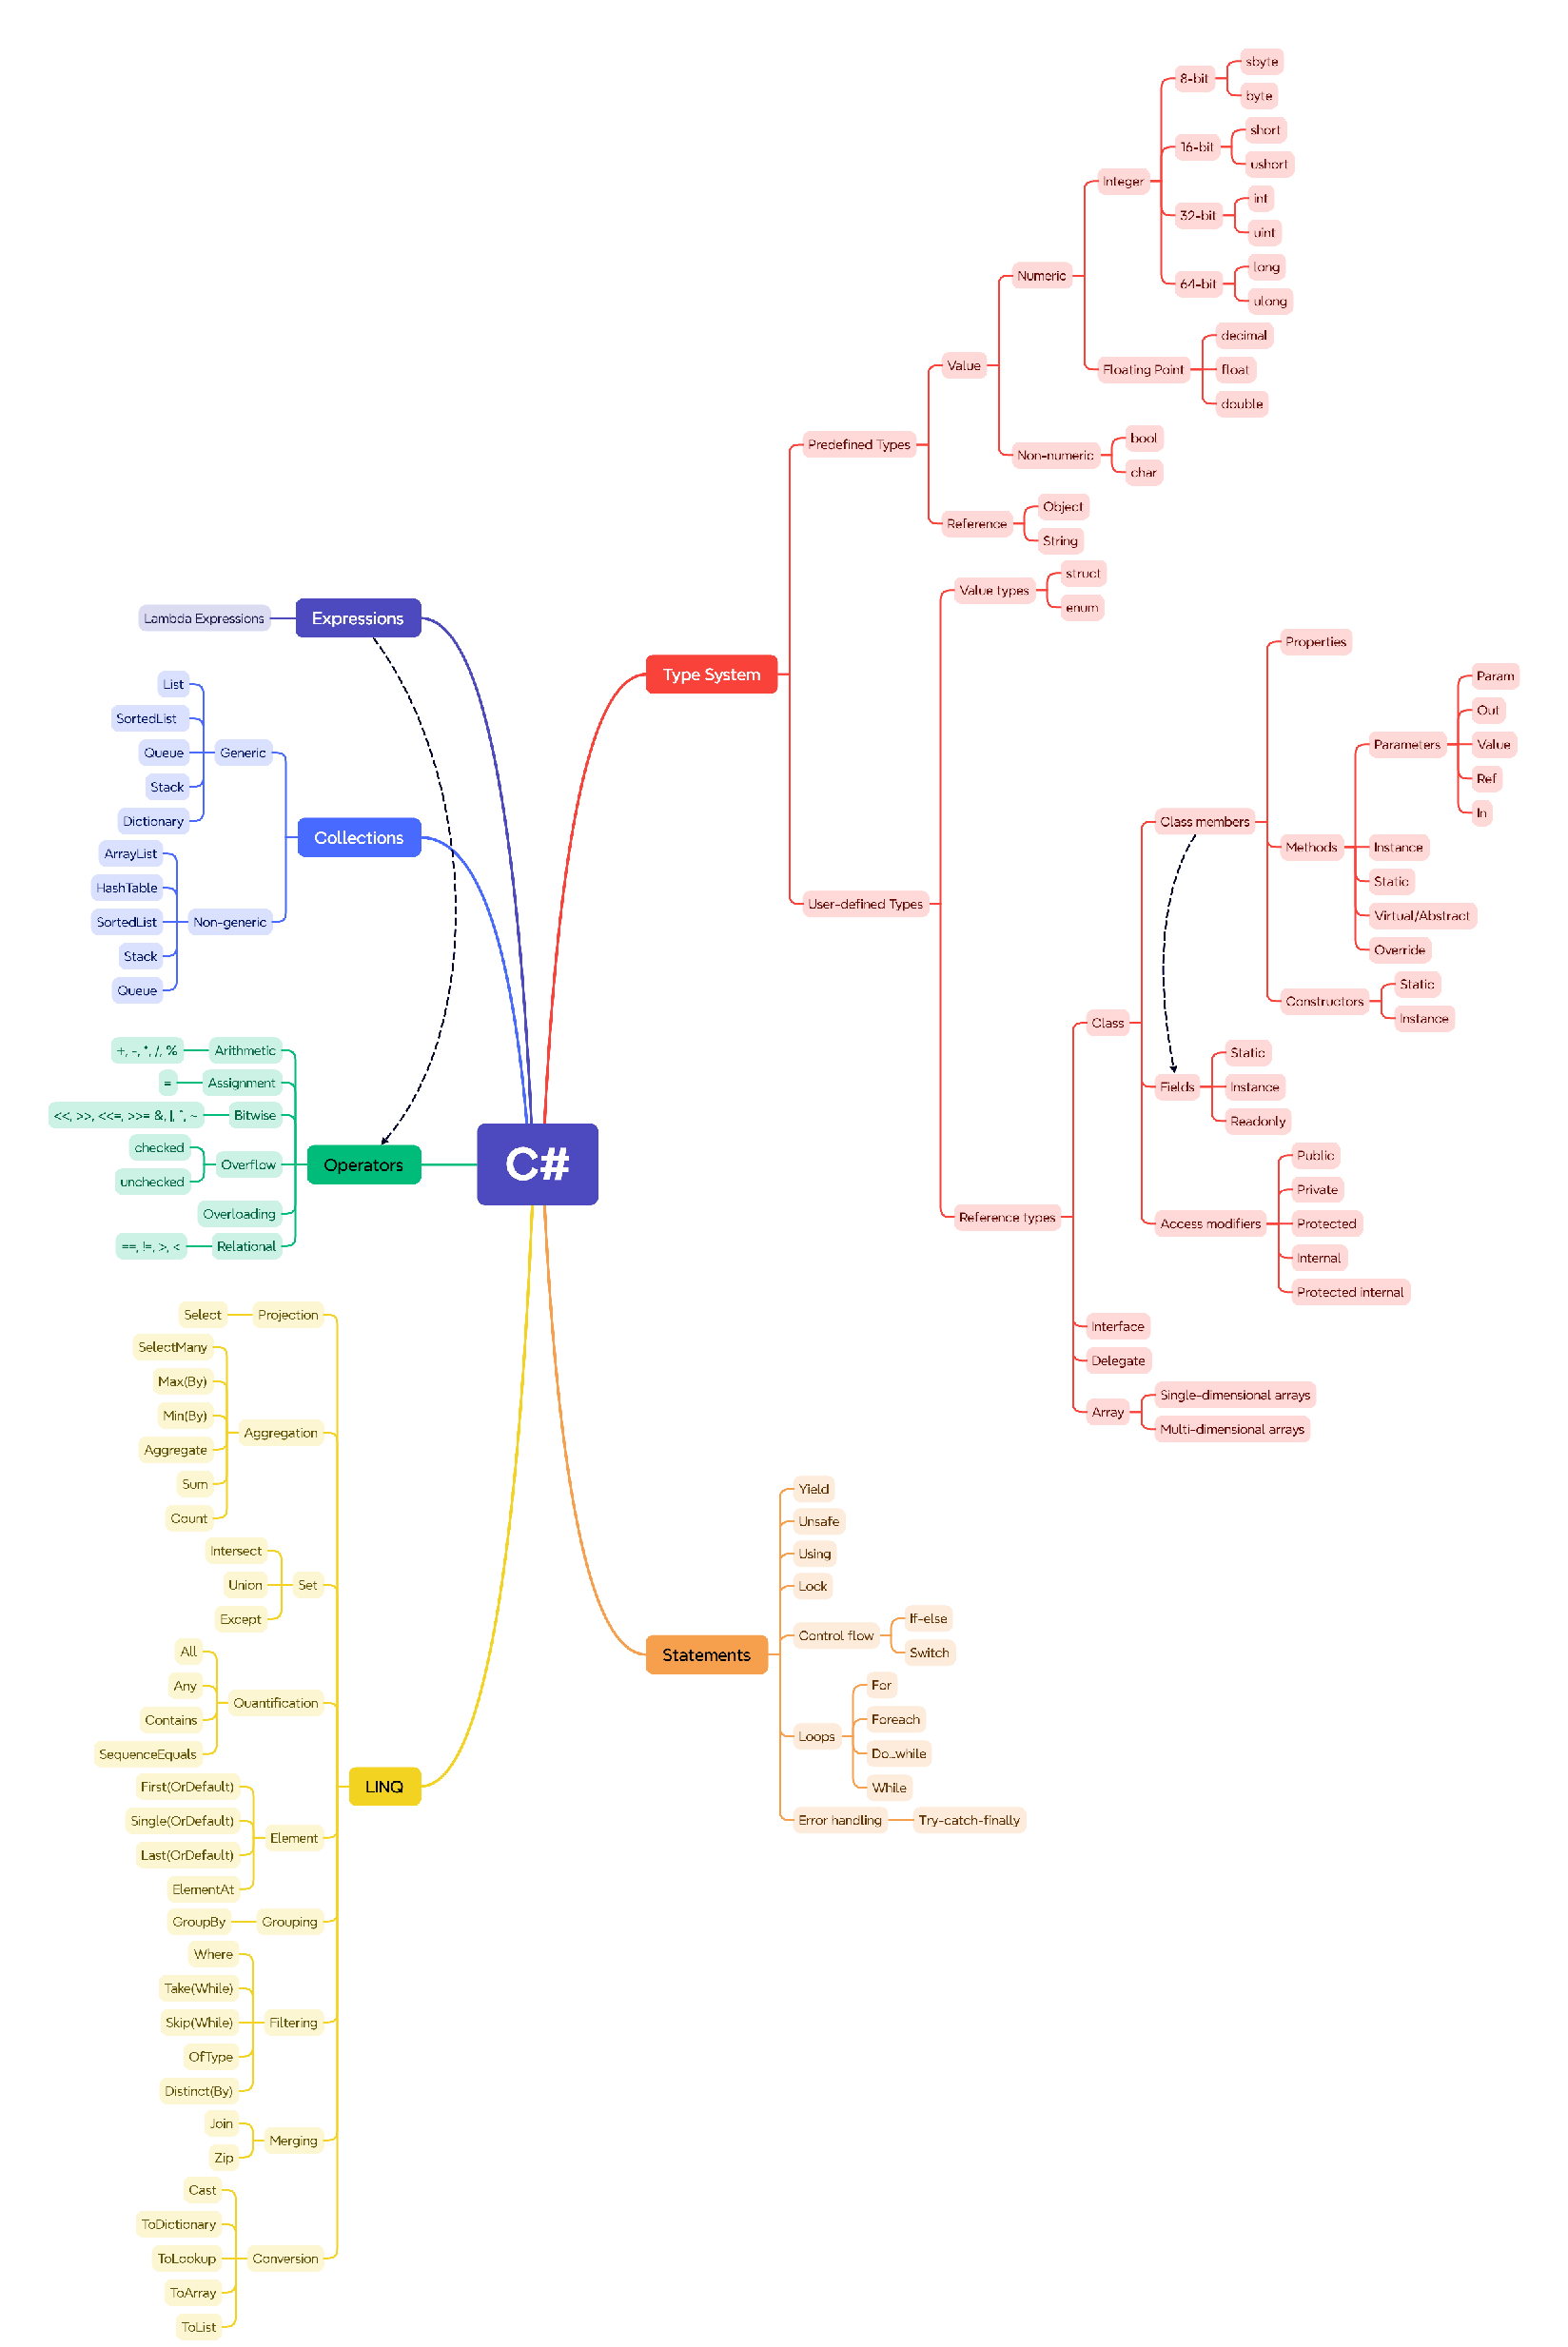 C#
Type System
Predefined Types
Value
Numeric
Integer
8-bit
sbyte
byte
16-bit
short
ushort
32-bit
int
uint
64-bit
long
ulong
Floating Point
decimal
float
double
Non-numeric
bool
char
Reference
Object
String
User-defined Types
Value types
struct
enum
Reference types
Class
Class members
Properties
Methods
Parameters
Param
Out
Value
Ref
In
Instance
Static
Virtual/Abstract
Override
Constructors
Static
Instance
Fields
Static
Instance
Readonly
Access modifiers
Public
Private
Protected
Internal
Protected internal
Interface
Delegate
Array
Single-dimensional arrays
Multi-dimensional arrays
Statements
Yield
Unsafe
Using
Lock
Control flow
If-else
Switch
Loops
For
Foreach
Do...while
While
Error handling
Try-catch-finally
Expressions
Lambda Expressions
Collections
Generic
List
SortedList
Queue
Stack
Dictionary
Non-generic
ArrayList
HashTable
SortedList
Stack
Queue
Operators
Arithmetic
+, -, *, /, %
Assignment
=
Bitwise
<<, >>, <<=, >>= &, |, ^, ~
Overflow
checked
unchecked
Overloading
Relational
==, !=, >, <
LINQ
Projection
Select
Aggregation
SelectMany
Max(By)
Min(By)
Aggregate
Sum
Count
Set
Intersect
Union
Except
Quantification
All
Any
Contains
SequenceEquals
Element
First(OrDefault)
Single(OrDefault)
Last(OrDefault)
ElementAt
Grouping
GroupBy
Filtering
Where
Take(While)
Skip(While)
OfType
Distinct(By)
Merging
Join
Zip
Conversion
Cast
ToDictionary
ToLookup
ToArray
ToList